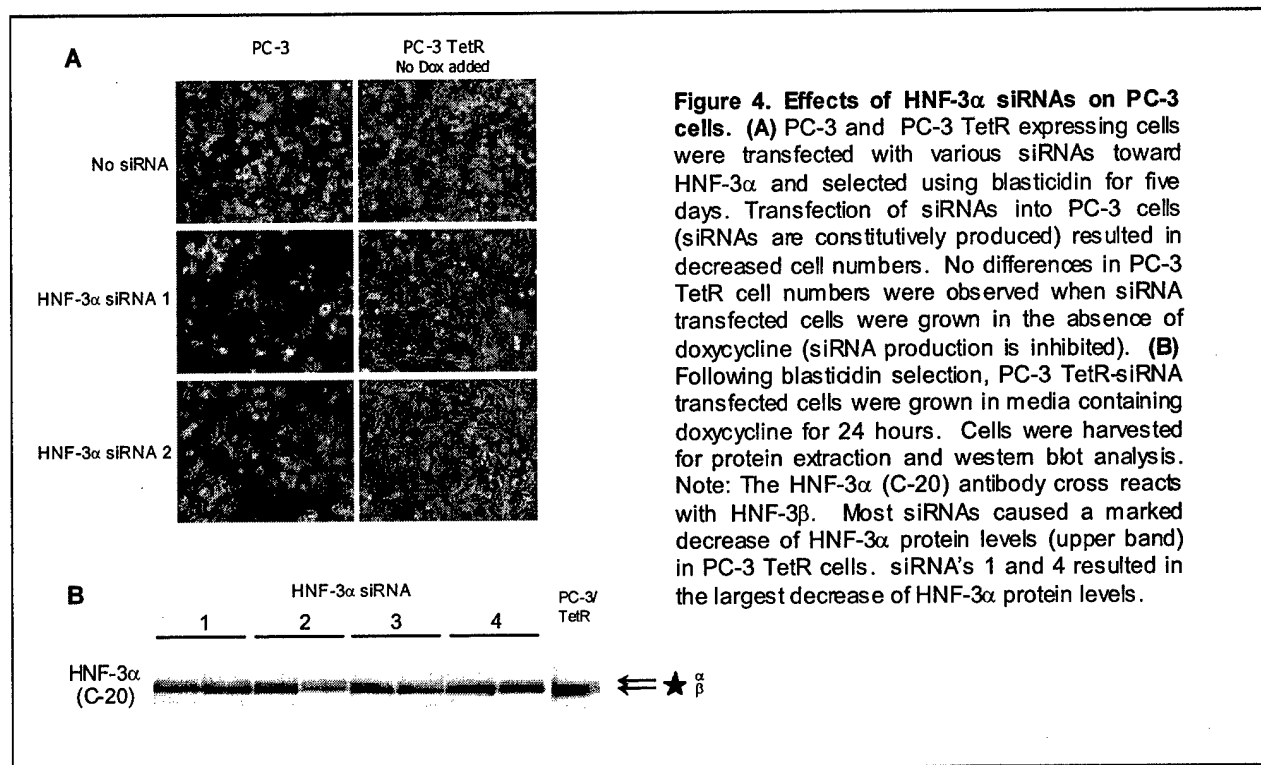 A
PC-3
PC-3 TetR
No Dox added
No siRNA
HNF-3α siRNA 1
HNF-3α siRNA 2
Figure 4. Effects of HNF-3α siRNAs on PC-3
cells. (A) PC-3 and PC-3 TetR expressing cells
were transfected with various siRNAs toward
HNF-3α and selected using blasticidin for five
days. Transfection of siRNAs into PC-3 cells
(siRNAs are constitutively produced) resulted in
decreased cell numbers. No differences in PC-3
TetR cell numbers were observed when siRNA
transfected cells were grown in the absence of
doxycycline (siRNA production is inhibited). (B)
Following blasticidin selection, PC-3 TetR-siRNA
transfected cells were grown in media containing
doxycycline for 24 hours. Cells were harvested
for protein extraction and western blot analysis.
Note: The HNF-3α (C-20) antibody cross reacts
with HNF-3β. Most siRNAs caused a marked
decrease of HNF-3α protein levels (upper band)
in PC-3 TetR cells. siRNA's 1 and 4 resulted in
the largest decrease of HNF-3α protein levels.
B
HNF-3α siRNA
PC-3/
TetR
1 2 3 4
HNF-3α
(C-20)
α
β